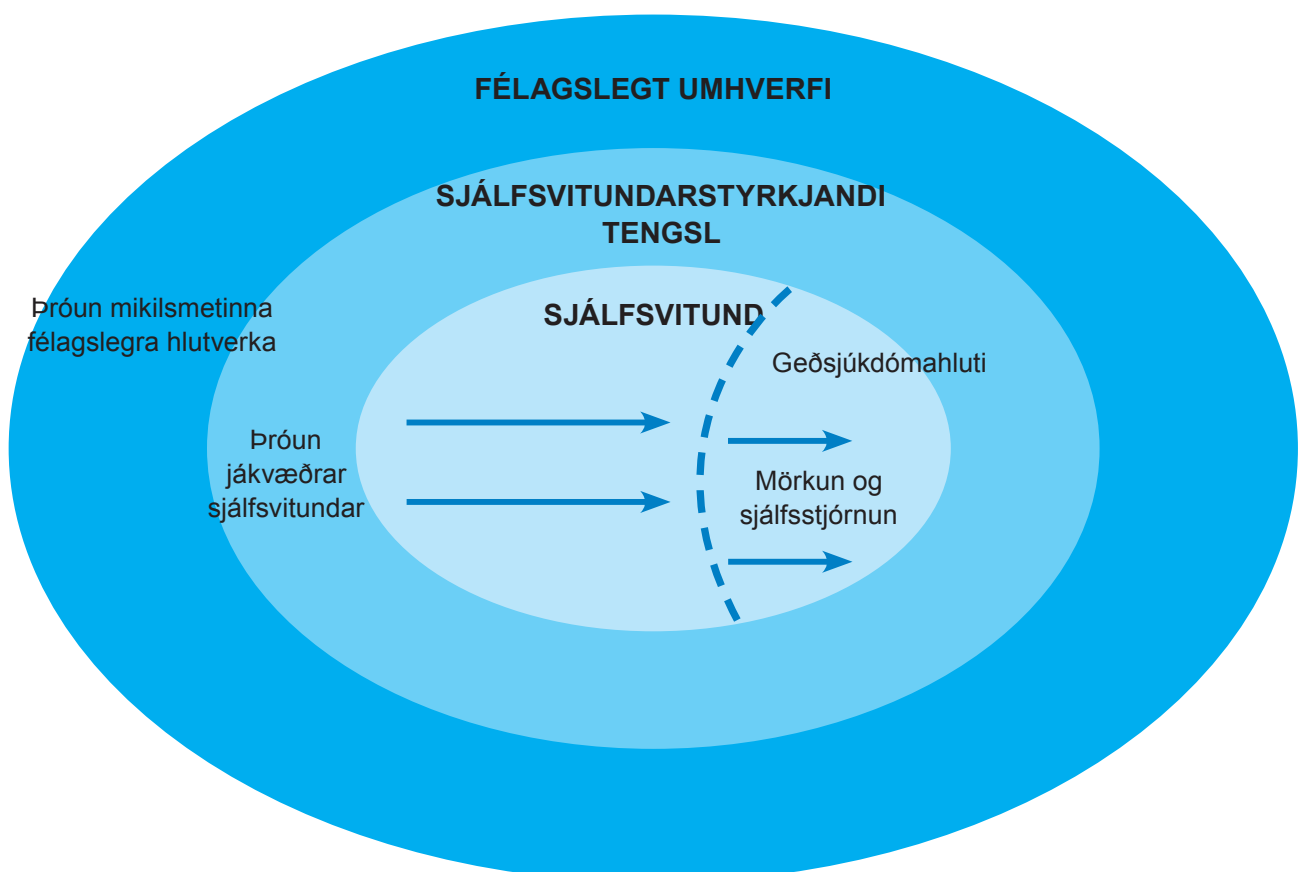 FÉLAGSLEGT UMHVERFI
SJÁLFSVITUNDARSTYRKJANDI
TENGSL
SJÁLFSVITUND
Þróun mikilsmetinna
félagslegra hlutverka
Geðsjúkdómahluti
Þróun
jákvæðrar
sjálfsvitundar
Mörkun og
sjálfsstjórnun